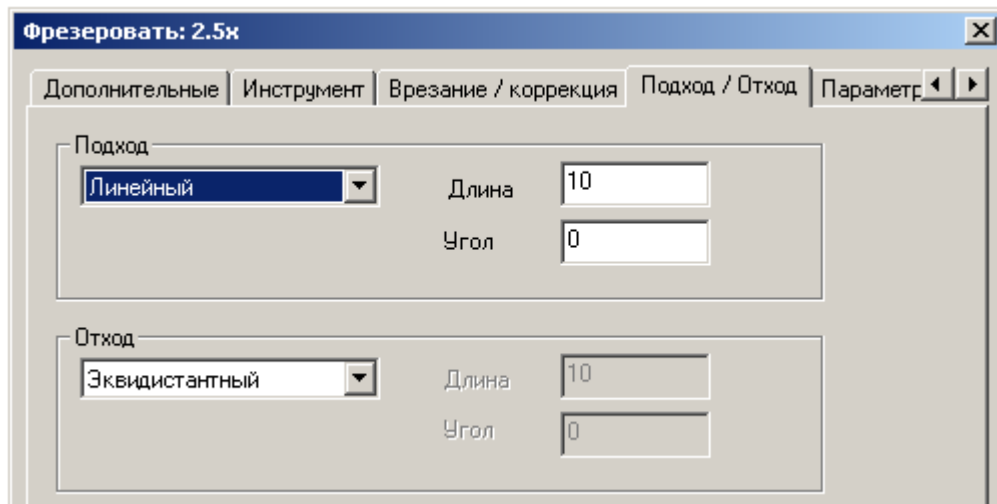 Фрезеровать: 2.5x
Дополнительные Инструмент Врезание / коррекция Подход / Отход Параметр
Подход
Линейный Длина 10
Угол 0
Отход
Эквидистантный Длина 10
Угол 0